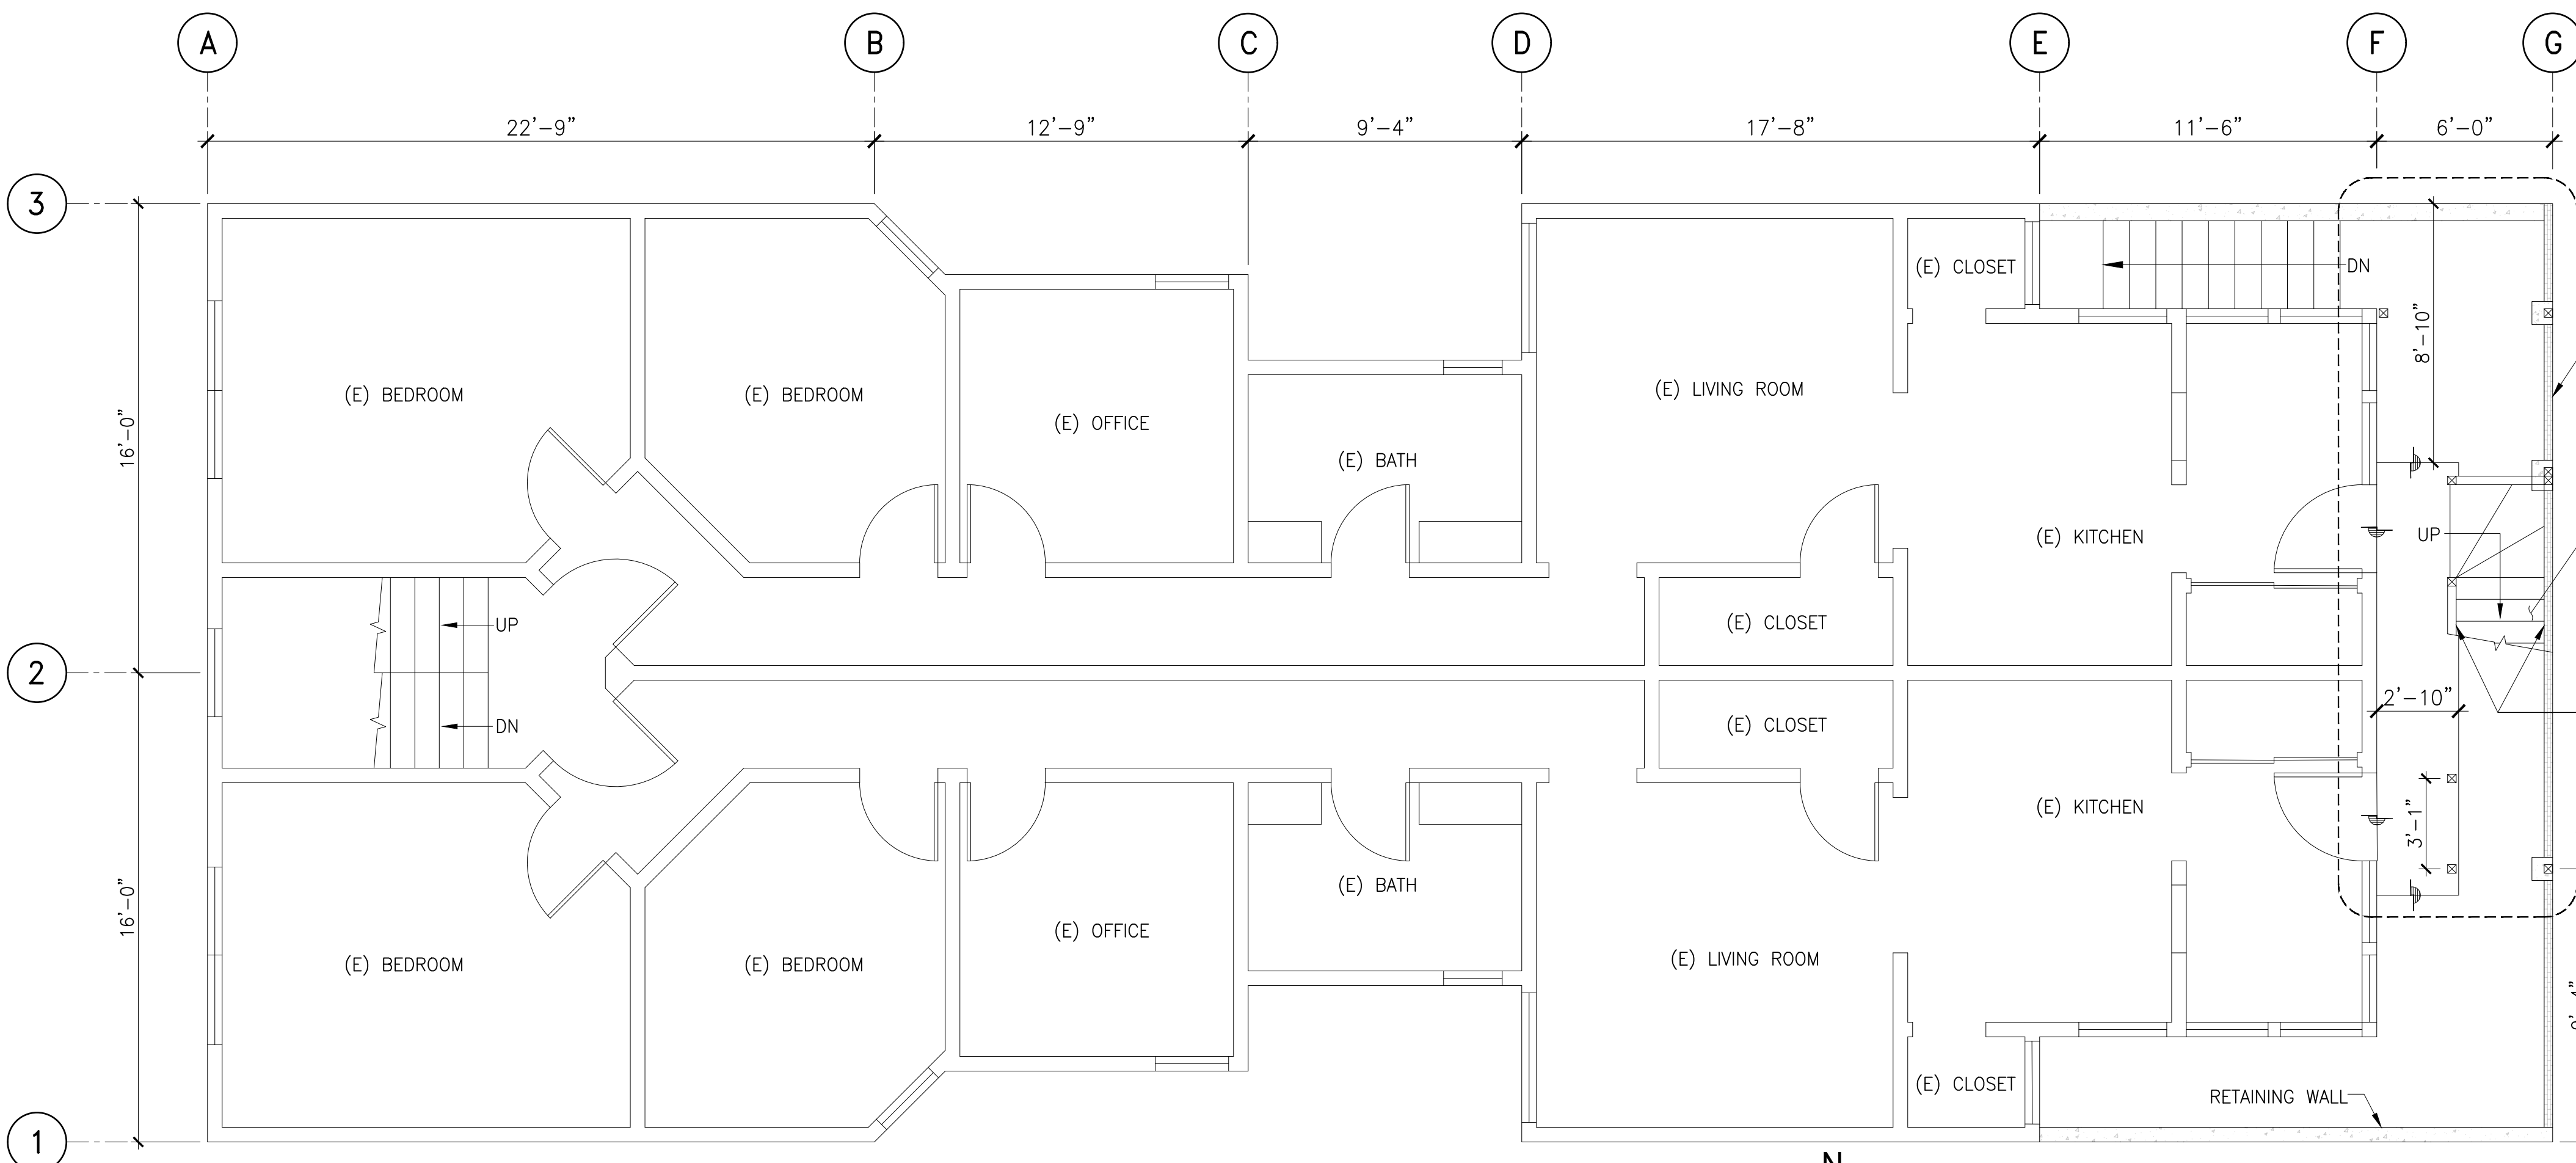 A
B
C
D
E
F
G
22'-9"
12'-9"
9'-4"
17'-8"
11'-6"
6'-0"
3
(E) CLOSET
DN
8'-10"
(E) BEDROOM
(E) BEDROOM
(E) LIVING ROOM
(E) OFFICE
16'-0"
(E) BATH
(E) KITCHEN
UP
UP
(E) CLOSET
2
2'-10"
DN
(E) CLOSET
(E) KITCHEN
3'-1"
(E) BATH
16'-0"
(E) OFFICE
(E) BEDROOM
(E) BEDROOM
(E) LIVING ROOM
(E) CLOSET
RETAINING WALL
1
N